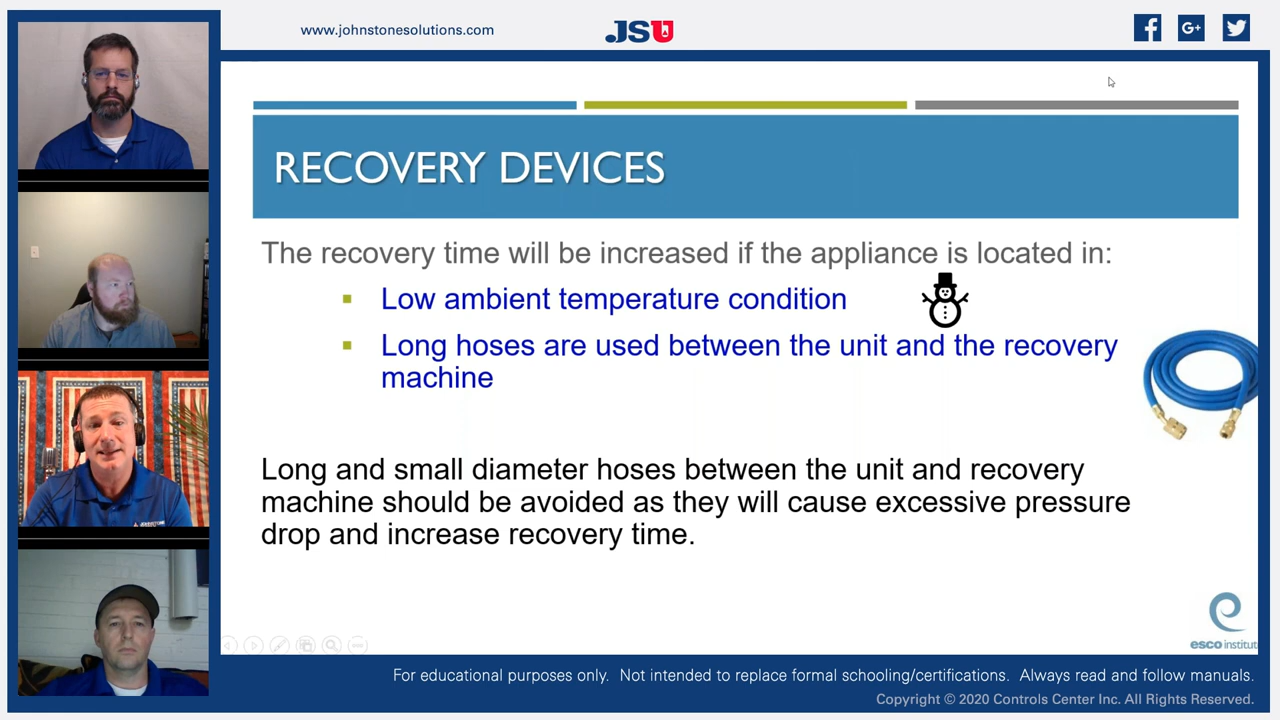 www.johnstonesolutions.com
JSU
G+
RECOVERY DEVICES
The recovery time will be increased if the appliance is located in:
Low ambient temperature condition
Long hoses are used between the unit and the recovery
machine
Long and small diameter hoses between the unit and recovery
machine should be avoided as they will cause excessive pressure
drop and increase recovery time.
esco institut
For educational purposes only. Not intended to replace formal schooling/certifications. Always read and follow manuals.
Copyright © 2020 Controls Center Inc. All Rights Reserved.